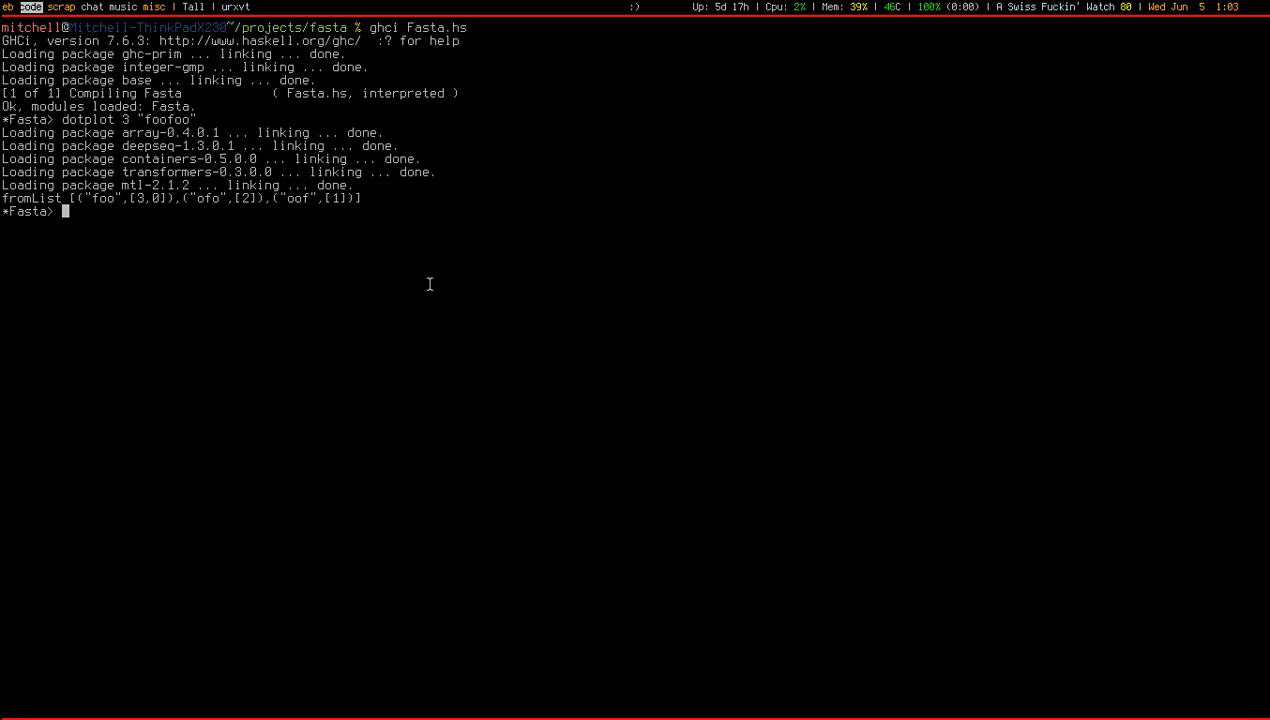 eb code scrap chat music misc | Tall | urxvt :) Up: 5d 17h | Cpu: 2% | Mem: 39% | 46C | 100% (0:00) | A Swiss Fuckin' Watch 80 | Wed Jun 5 1:03
mitchell@Mitchell-ThinkPadX230~/projects/fasta % ghci Fasta.hs
GHCi, version 7.6.3: http://www.haskell.org/ghc/  :? for help
Loading package ghc-prim ... linking ... done.
Loading package integer-gmp ... linking ... done.
Loading package base ... linking ... done.
[1 of 1] Compiling Fasta            ( Fasta.hs, interpreted )
Ok, modules loaded: Fasta.
*Fasta> dotplot 3 "foofoo"
Loading package array-0.4.0.1 ... linking ... done.
Loading package deepseq-1.3.0.1 ... linking ... done.
Loading package containers-0.5.0.0 ... linking ... done.
Loading package transformers-0.3.0.0 ... linking ... done.
Loading package mtl-2.1.2 ... linking ... done.
fromList [("foo",[3,0]),("ofo",[2]),("oof",[1])]
*Fasta>